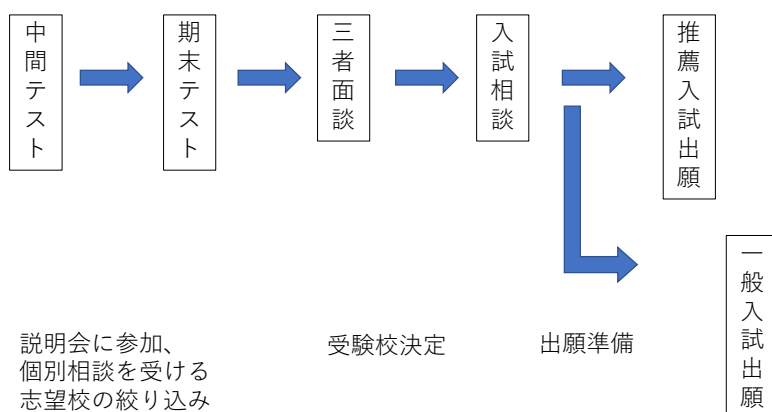 中間テスト
期末テスト
三者面談
入試相談
推薦入試出願
一般入試出願
説明会に参加、
個別相談を受ける
志望校の絞り込み
受験校決定
出願準備